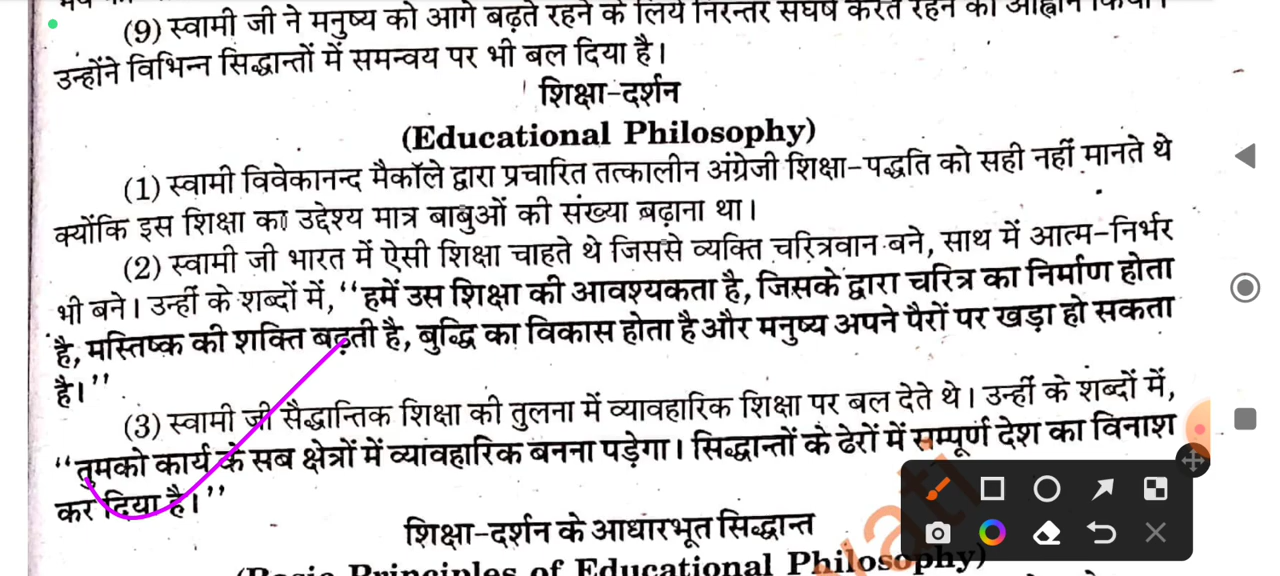 (9) स्वामी जी ने मनुष्य को आगे बढ़ते रहने के लिये निरन्तर संघर्ष करते रहने का आह्वान किया।
उन्होंने विभिन्न सिद्धान्तों में समन्वय पर भी बल दिया है।
शिक्षा-दर्शन
(Educational Philosophy)
(1) स्वामी विवेकानन्द मैकॉले द्वारा प्रचारित तत्कालीन अंग्रेजी शिक्षा-पद्धति को सही नहीं मानते थे
क्योंकि इस शिक्षा का उद्देश्य मात्र बाबुओं की संख्या बढ़ाना था।
(2) स्वामी जी भारत में ऐसी शिक्षा चाहते थे जिससे व्यक्ति चरित्रवान बने, साथ में आत्म-निर्भर
भी बने। उन्हीं के शब्दों में, ‘‘हमें उस शिक्षा की आवश्यकता है, जिसके द्वारा चरित्र का निर्माण होता
है, मस्तिष्क की शक्ति बढ़ती है, बुद्धि का विकास होता है और मनुष्य अपने पैरों पर खड़ा हो सकता
है।’’
(3) स्वामी जी सैद्धान्तिक शिक्षा की तुलना में व्यावहारिक शिक्षा पर बल देते थे। उन्हीं के शब्दों में,
‘‘तुमको कार्य के सब क्षेत्रों में व्यावहारिक बनना पड़ेगा। सिद्धान्तों के ढेरों में सम्पूर्ण देश का विनाश
कर दिया है।’’
शिक्षा-दर्शन के आधारभूत सिद्धान्त
(Basic Principles of Educational Philosophy)